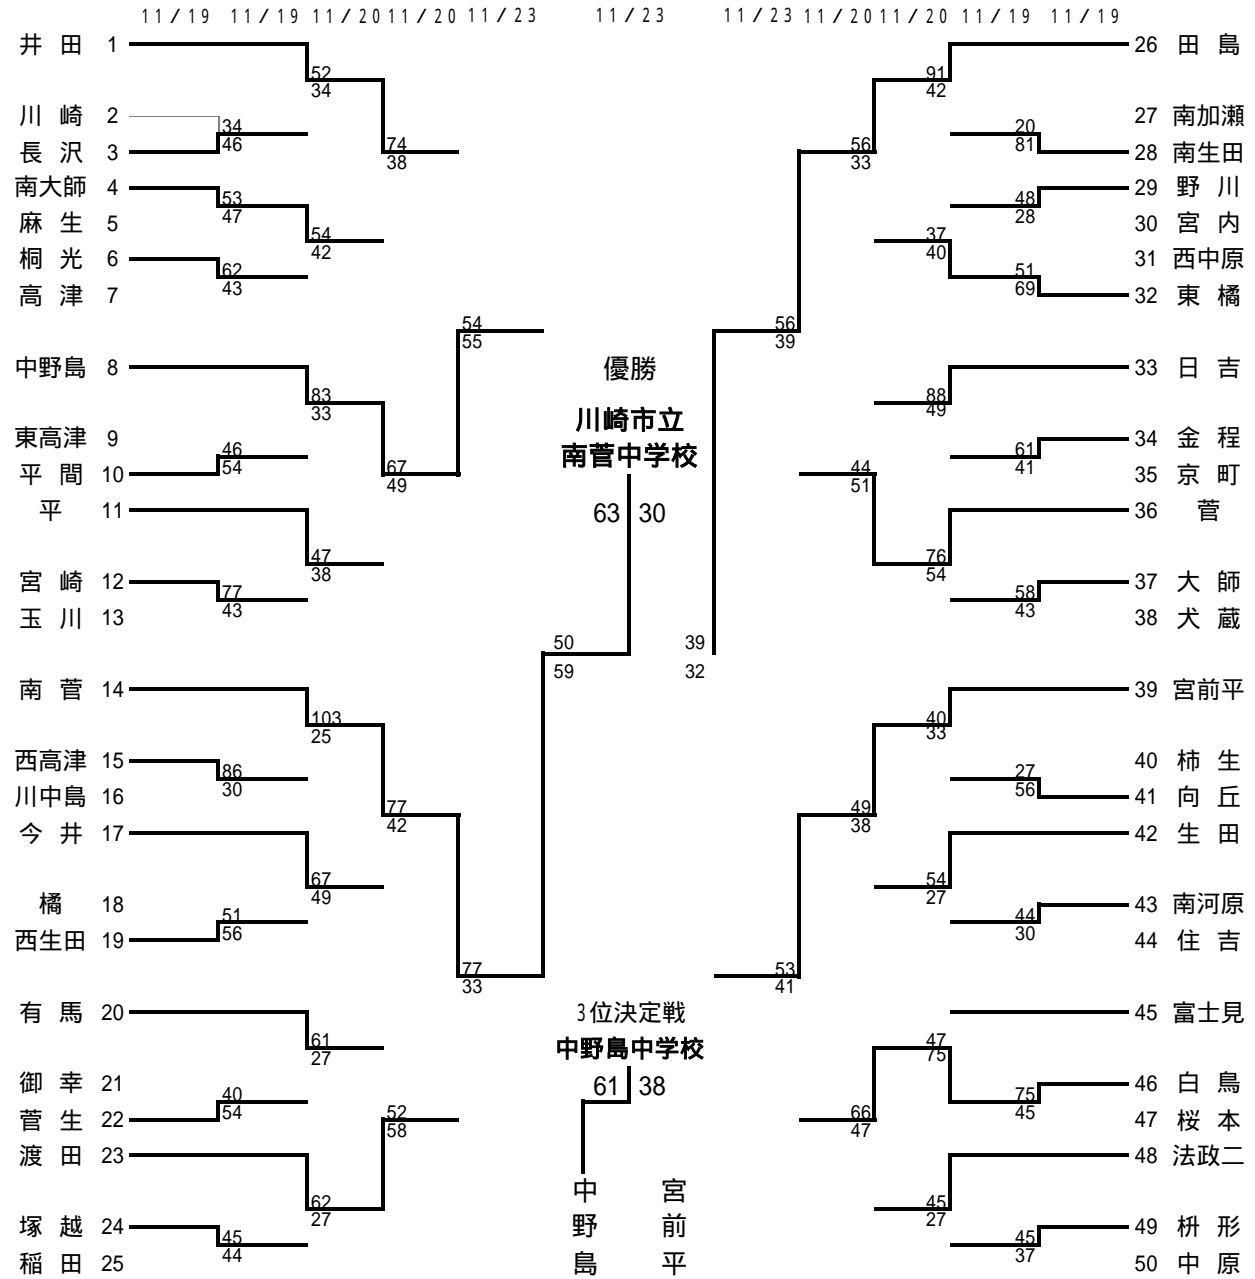 11/19 11/19 11/20 11/20 11/23 11/23 11/23 11/20 11/20 11/19 11/19
井田 1
52
34
川崎 2
34
46
長沢 3
74
38
南大師 4
53
47
麻生 5
54
42
桐光 6
62
43
高津 7
54
55
中野島 8
83
33
東高津 9
46
54
平間 10
67
49
平 11
47
38
宮崎 12
77
43
玉川 13
50
59
南菅 14
103
25
西高津 15
86
30
川中島 16
77
42
今井 17
67
49
橘 18
51
56
西生田 19
77
33
有馬 20
61
27
御幸 21
40
54
菅生 22
52
58
渡田 23
62
27
塚越 24
45
44
稲田 25
優勝
川崎市立
南菅中学校
63 30
39
32
3位決定戦
中野島中学校
61 38
中野島
宮前平
26 田島
91
42
27 南加瀬
20
81
28 南生田
56
33
29 野川
48
28
30 宮内
37
40
31 西中原
51
69
32 東橘
56
39
33 日吉
88
49
34 金程
61
41
35 京町
44
51
36 菅
76
54
37 大師
58
43
38 犬蔵
39 宮前平
40
33
40 柿生
27
56
41 向丘
49
38
42 生田
54
27
43 南河原
44
30
44 住吉
53
41
45 富士見
47
75
46 白鳥
75
45
47 桜本
66
47
48 法政二
45
27
49 枡形
45
37
50 中原